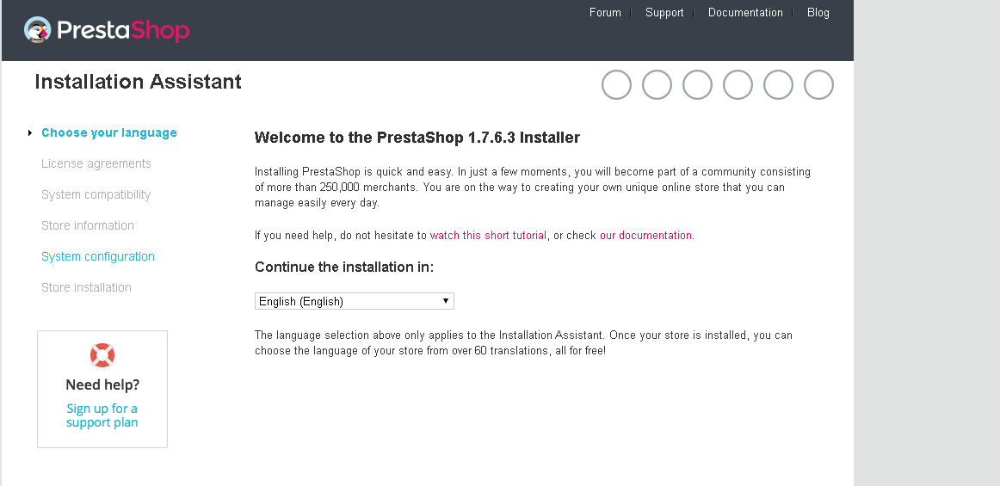 Forum
Support
Documentation
Blog
PrestaShop
Installation Assistant
Choose your language
License agreements
System compatibility
Store information
System configuration
Store installation
Need help?
Sign up for a
support plan
Welcome to the PrestaShop 1.7.6.3 Installer
Installing PrestaShop is quick and easy. In just a few moments, you will become part of a community consisting
of more than 250,000 merchants. You are on the way to creating your own unique online store that you can
manage easily every day.
If you need help, do not hesitate to watch this short tutorial, or check our documentation.
Continue the installation in:
English (English)
The language selection above only applies to the Installation Assistant. Once your store is installed, you can
choose the language of your store from over 60 translations, all for free!